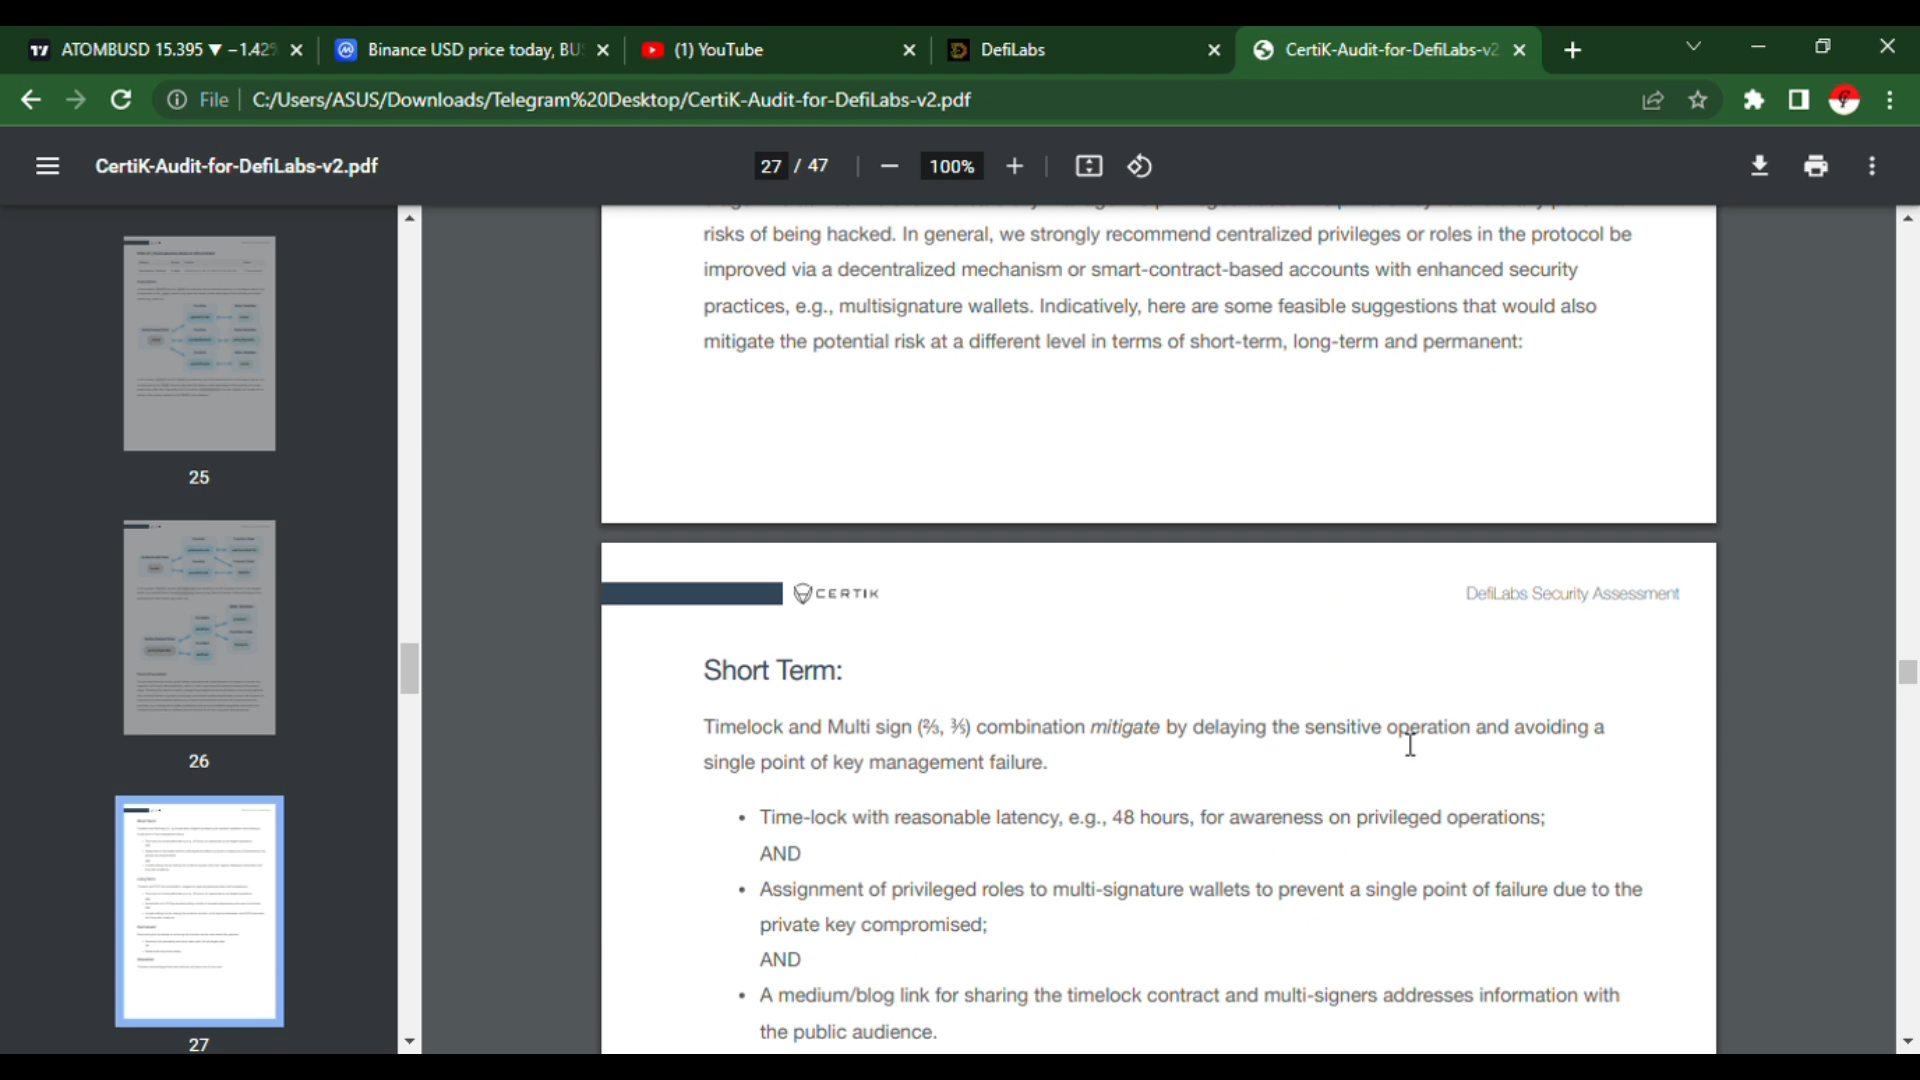 ATOMBUSD 15.395 ▼ −1.42%
Binance USD price today, BU
(1) YouTube
DefiLabs
CertiK-Audit-for-DefiLabs-v2
File
C:/Users/ASUS/Downloads/Telegram%20Desktop/CertiK-Audit-for-DefiLabs-v2.pdf
CertiK-Audit-for-DefiLabs-v2.pdf
27 / 47
100%
risks of being hacked. In general, we strongly recommend centralized privileges or roles in the protocol be
improved via a decentralized mechanism or smart-contract-based accounts with enhanced security
practices, e.g., multisignature wallets. Indicatively, here are some feasible suggestions that would also
mitigate the potential risk at a different level in terms of short-term, long-term and permanent:
25
26
27
CERTIK
DefiLabs Security Assessment
Short Term:
Timelock and Multi sign (⅔, ⅗) combination mitigate by delaying the sensitive operation and avoiding a
single point of key management failure.
• Time-lock with reasonable latency, e.g., 48 hours, for awareness on privileged operations;
AND
• Assignment of privileged roles to multi-signature wallets to prevent a single point of failure due to the
private key compromised;
AND
• A medium/blog link for sharing the timelock contract and multi-signers addresses information with
the public audience.